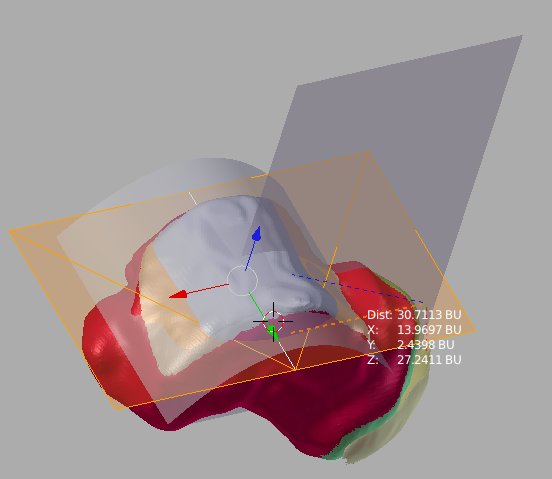 Dist: 30.7113 BU
X: 13.9697 BU
Y: 2.4398 BU
Z: 27.2411 BU